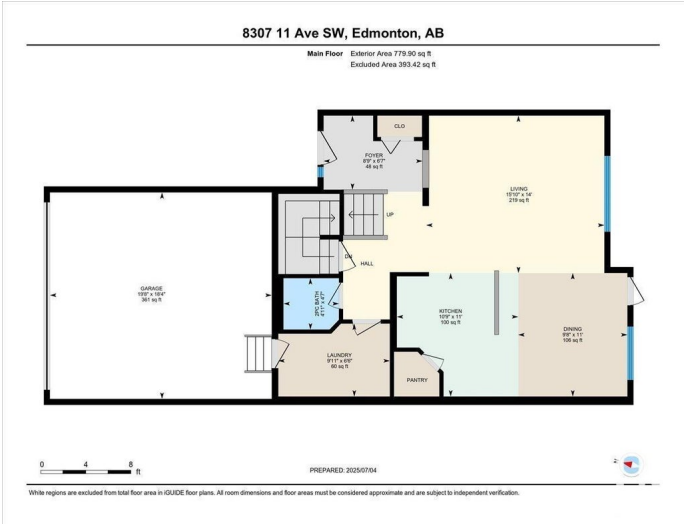 8307 11 Ave SW, Edmonton, AB
Main Floor Exterior Area 779.90 sq ft
Excluded Area 393.42 sq ft
CLO
FOYER
8'9" x 6'7"
48 sq ft
LIVING
15'10" x 14'
219 sq ft
UP
DN
HALL
GARAGE
19'8" x 18'4"
361 sq ft
2PC BATH
4'11" x 4'7"
KITCHEN
10'9" x 11'
100 sq ft
DINING
9'8" x 11'
106 sq ft
LAUNDRY
9'11" x 6'6"
60 sq ft
PANTRY
0 4 8
ft
PREPARED: 2025/07/04
White regions are excluded from total floor area in iGUIDE floor plans. All room dimensions and floor areas must be considered approximate and are subject to independent verification.